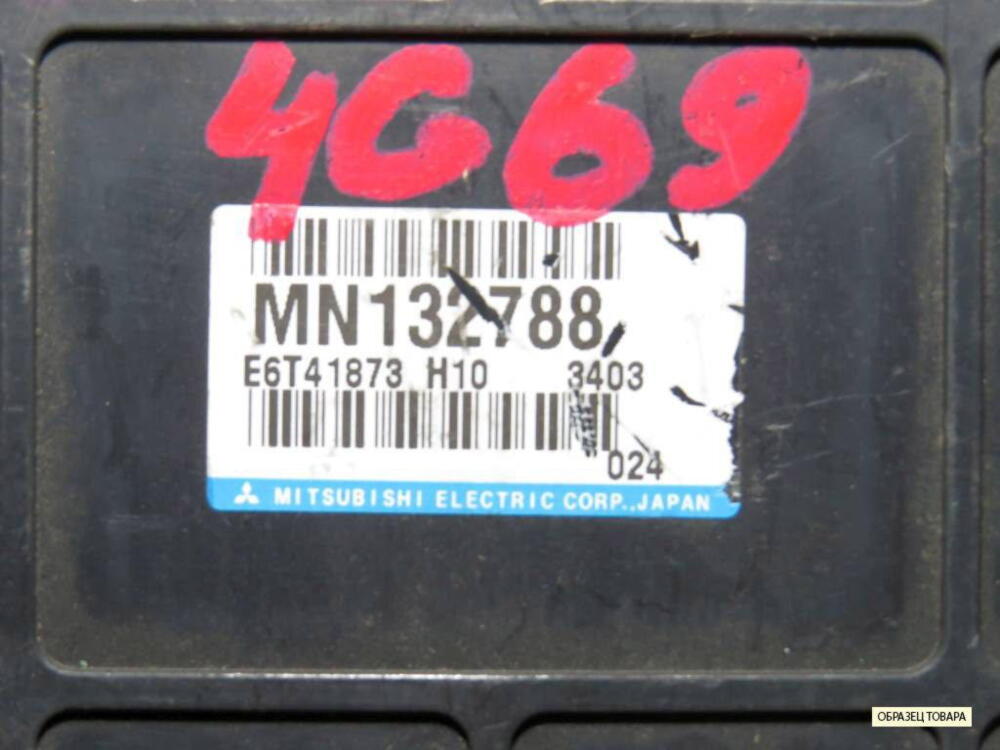 4G69
MN132788
E6T41873 H10 3403
024
MITSUBISHI ELECTRIC CORP.,JAPAN
ОБРАЗЕЦ ТОВАРА